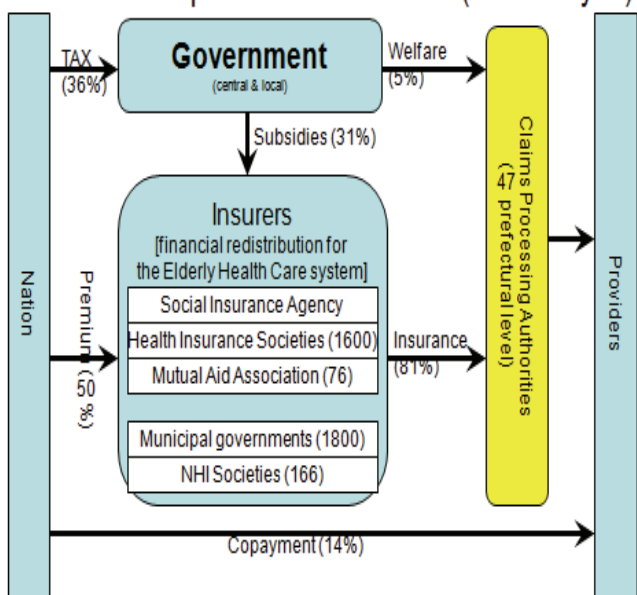 TAX
(36%)
Government
(central & local)
Welfare
(5%)
Subsidies (31%)
Insurers
[financial redistribution for
the Elderly Health Care system]
Social Insurance Agency
Health Insurance Societies (1600)
Mutual Aid Association (76)
Municipal governments (1800)
NHI Societies (166)
Nation
Premium (50
%)
Insurance
(81%)
Claims Processing Authorities
(47 prefectural level)
Providers
Copayment (14%)